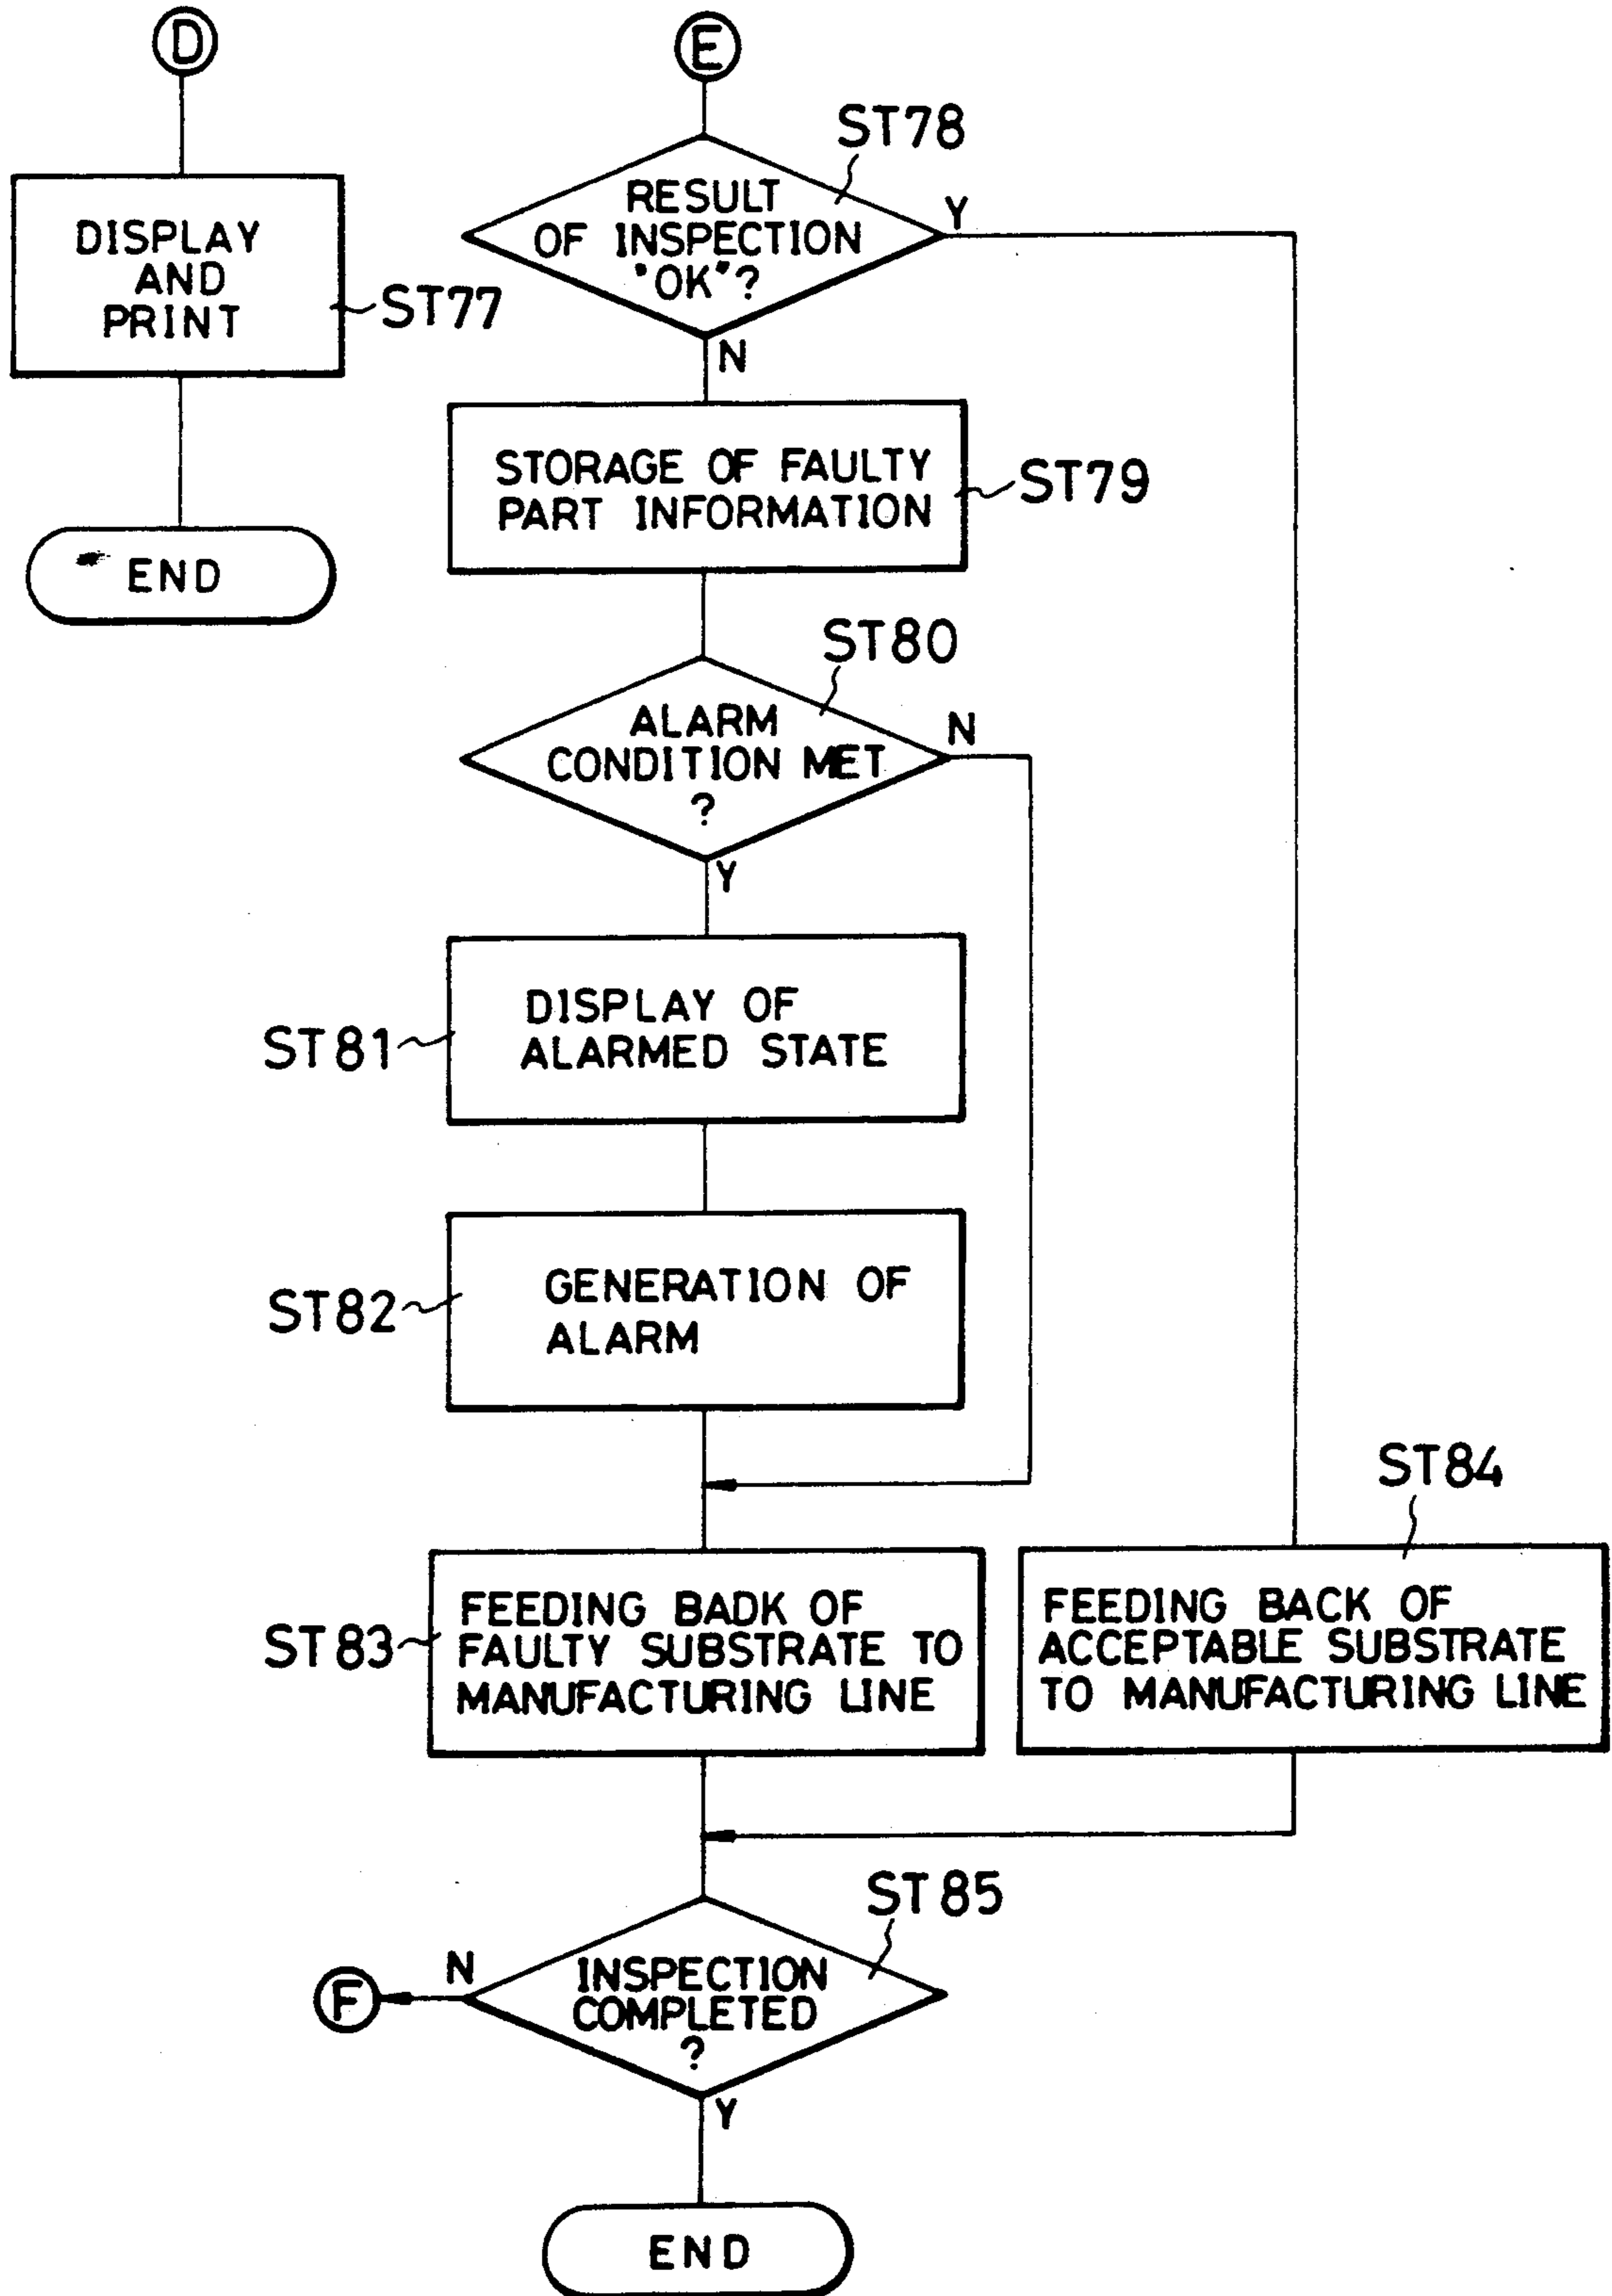 D
DISPLAY
AND
PRINT
ST77
END
E
ST78
RESULT
OF INSPECTION
"OK"?
Y
N
STORAGE OF FAULTY
PART INFORMATION
ST79
ST80
ALARM
CONDITION MET
?
N
Y
DISPLAY OF
ALARMED STATE
ST81
GENERATION OF
ALARM
ST82
FEEDING BADK OF
FAULTY SUBSTRATE TO
MANUFACTURING LINE
ST83
ST84
FEEDING BACK OF
ACCEPTABLE SUBSTRATE
TO MANUFACTURING LINE
ST85
INSPECTION
COMPLETED
?
N
F
Y
END